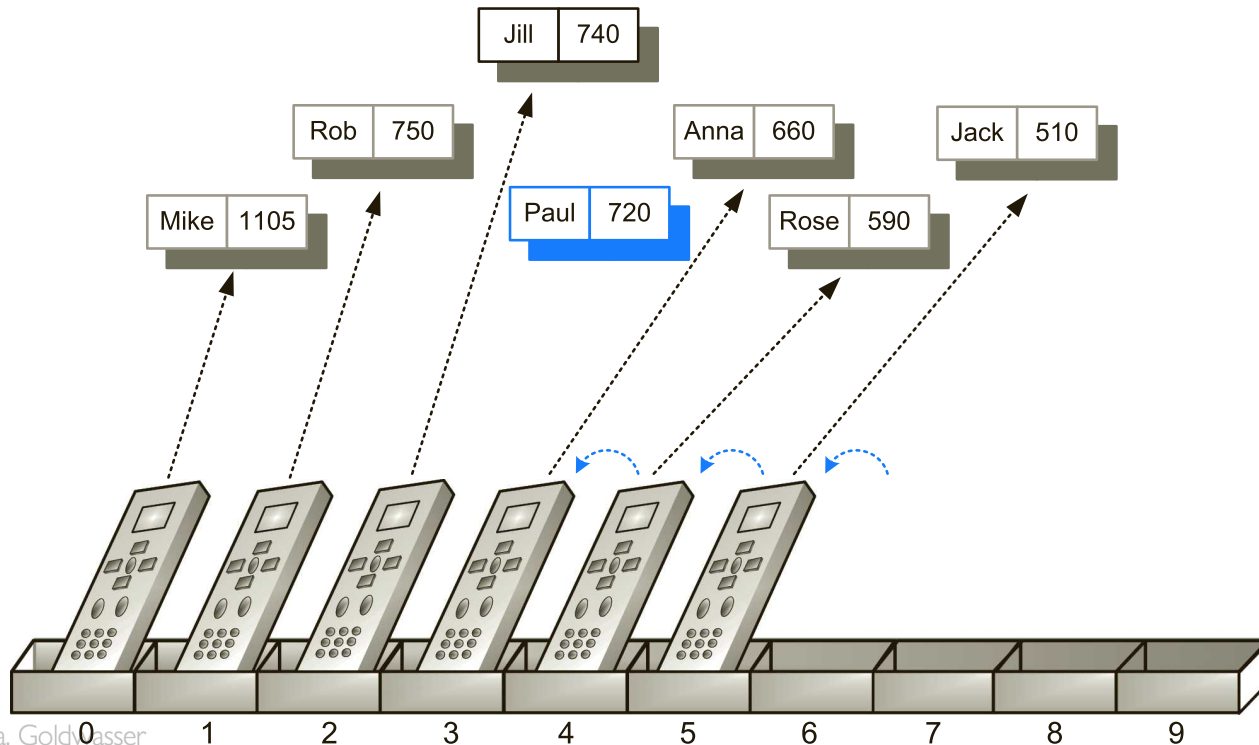 Jill 740
Rob 750
Anna 660
Jack 510
Mike 1105
Paul 720
Rose 590
0 1 2 3 4 5 6 7 8 9
a. Goldwasser